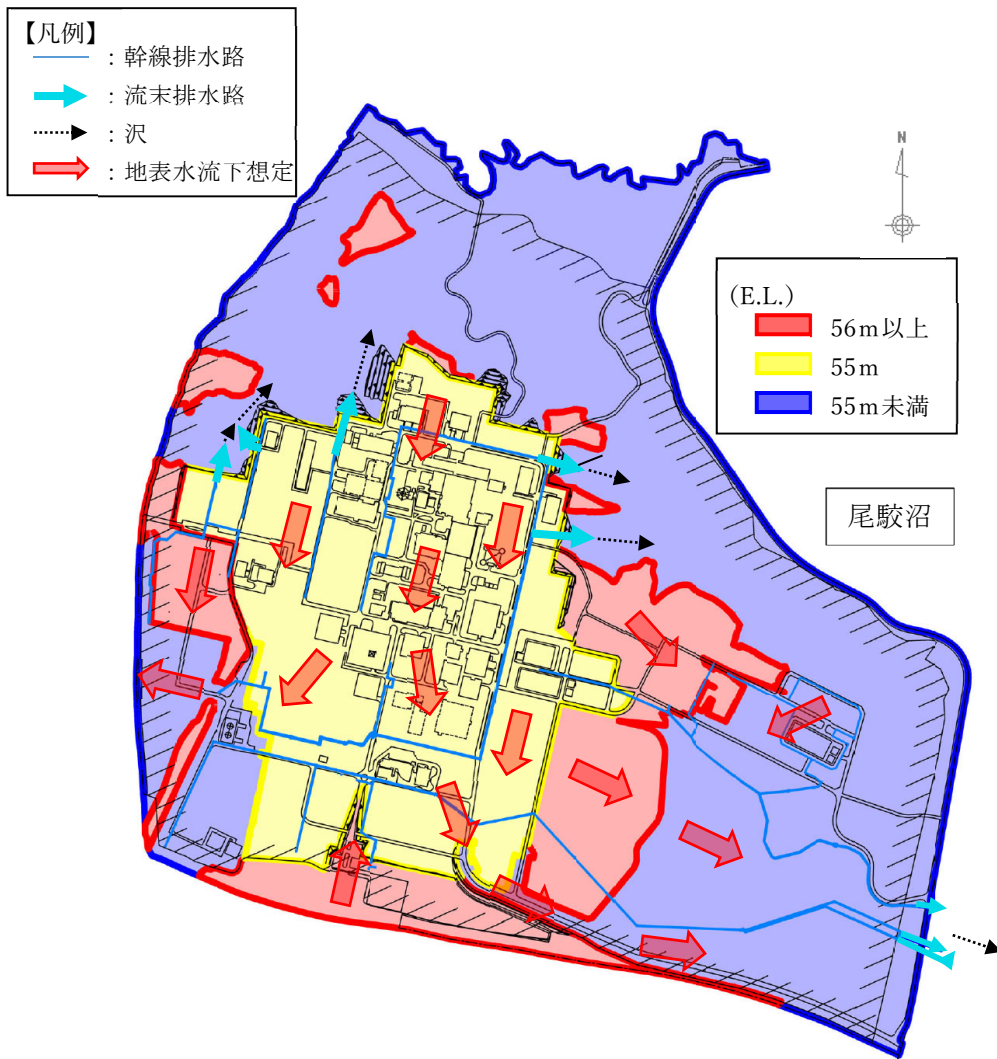 【凡例】
：幹線排水路
：流末排水路
：沢
：地表水流下想定
N
(E.L.)
56m以上
55m
55m未満
尾駮沼